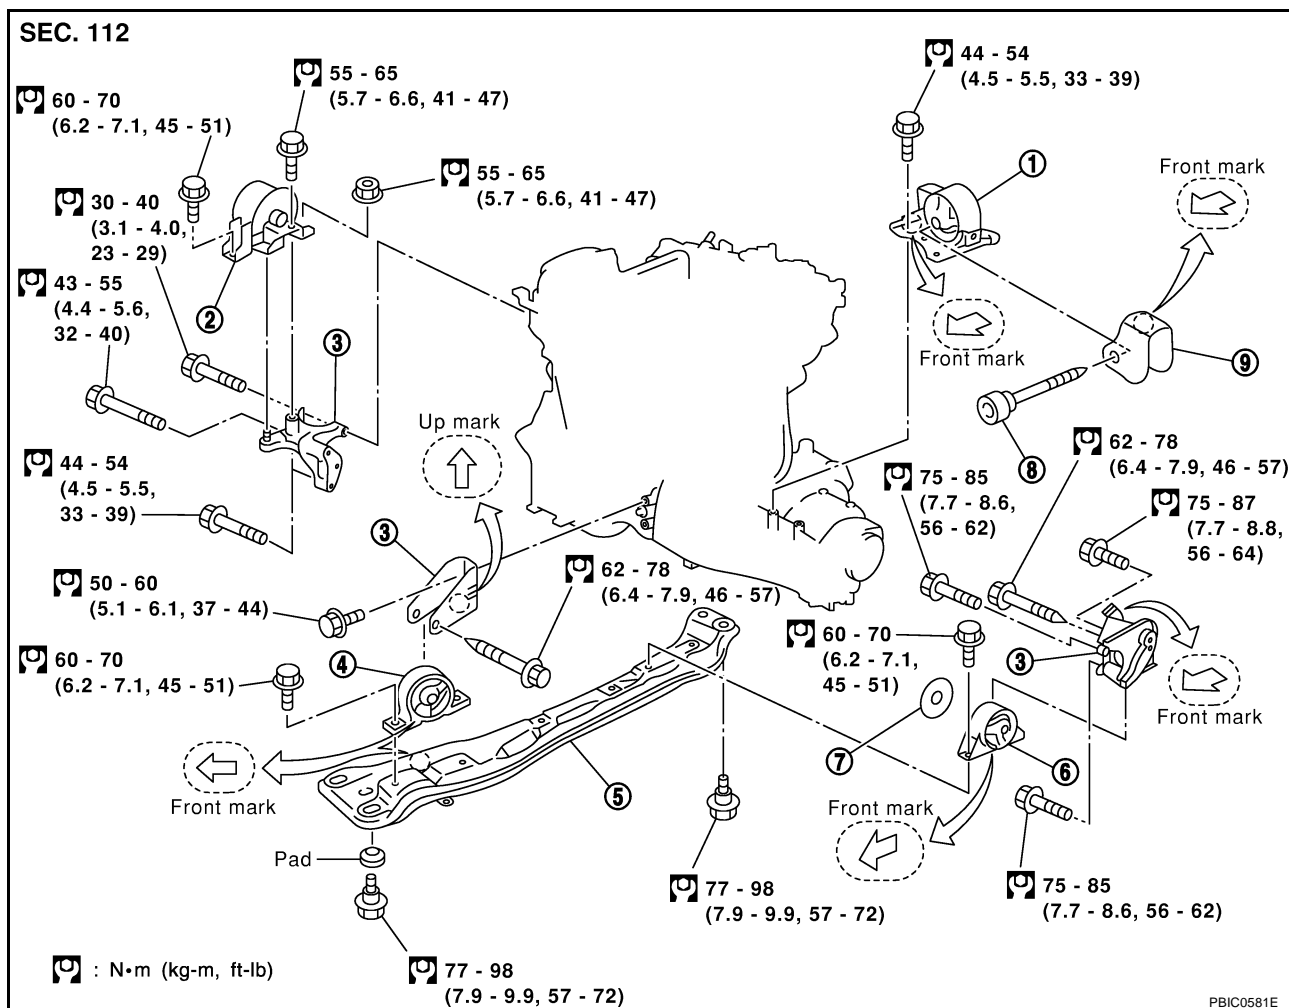 SEC. 112
55 - 65
(5.7 - 6.6, 41 - 47)
44 - 54
(4.5 - 5.5, 33 - 39)
60 - 70
(6.2 - 7.1, 45 - 51)
55 - 65
(5.7 - 6.6, 41 - 47)
1
Front mark
30 - 40
(3.1 - 4.0,
23 - 29)
43 - 55
(4.4 - 5.6,
32 - 40)
2
3
Front mark
9
8
Up mark
44 - 54
(4.5 - 5.5,
33 - 39)
62 - 78
(6.4 - 7.9, 46 - 57)
75 - 85
(7.7 - 8.6,
56 - 62)
75 - 87
(7.7 - 8.8,
56 - 64)
3
50 - 60
(5.1 - 6.1, 37 - 44)
62 - 78
(6.4 - 7.9, 46 - 57)
60 - 70
(6.2 - 7.1,
45 - 51)
3
60 - 70
(6.2 - 7.1, 45 - 51)
4
Front mark
7
6
5
Front mark
Front mark
Pad
77 - 98
(7.9 - 9.9, 57 - 72)
75 - 85
(7.7 - 8.6, 56 - 62)
: N•m (kg-m, ft-lb)
77 - 98
(7.9 - 9.9, 57 - 72)
PBIC0581E